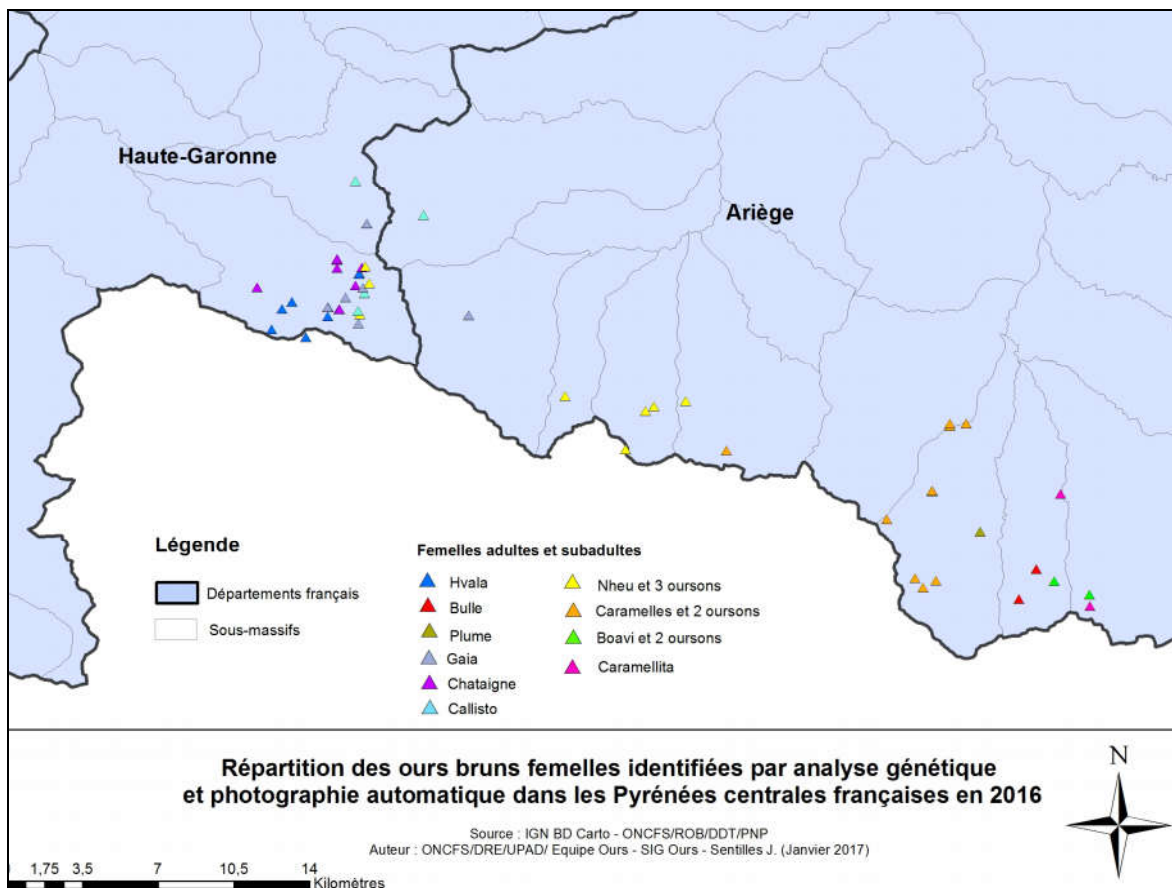 Haute-Garonne
Ariège
Légende
Départements français
Sous-massifs
Femelles adultes et subadultes
Hvala
Bulle
Plume
Gaia
Chataigne
Callisto
Nheu et 3 oursons
Caramelles et 2 oursons
Boavi et 2 oursons
Caramellita
Répartition des ours bruns femelles identifiées par analyse génétique
et photographie automatique dans les Pyrénées centrales françaises en 2016
Source : IGN BD Carto - ONCFS/ROB/DDT/PNP
Auteur : ONCFS/DRE/UPAD/ Equipe Ours - SIG Ours - Sentilles J. (Janvier 2017)
N
0 1,75 3,5 7 10,5 14
Kilomètres